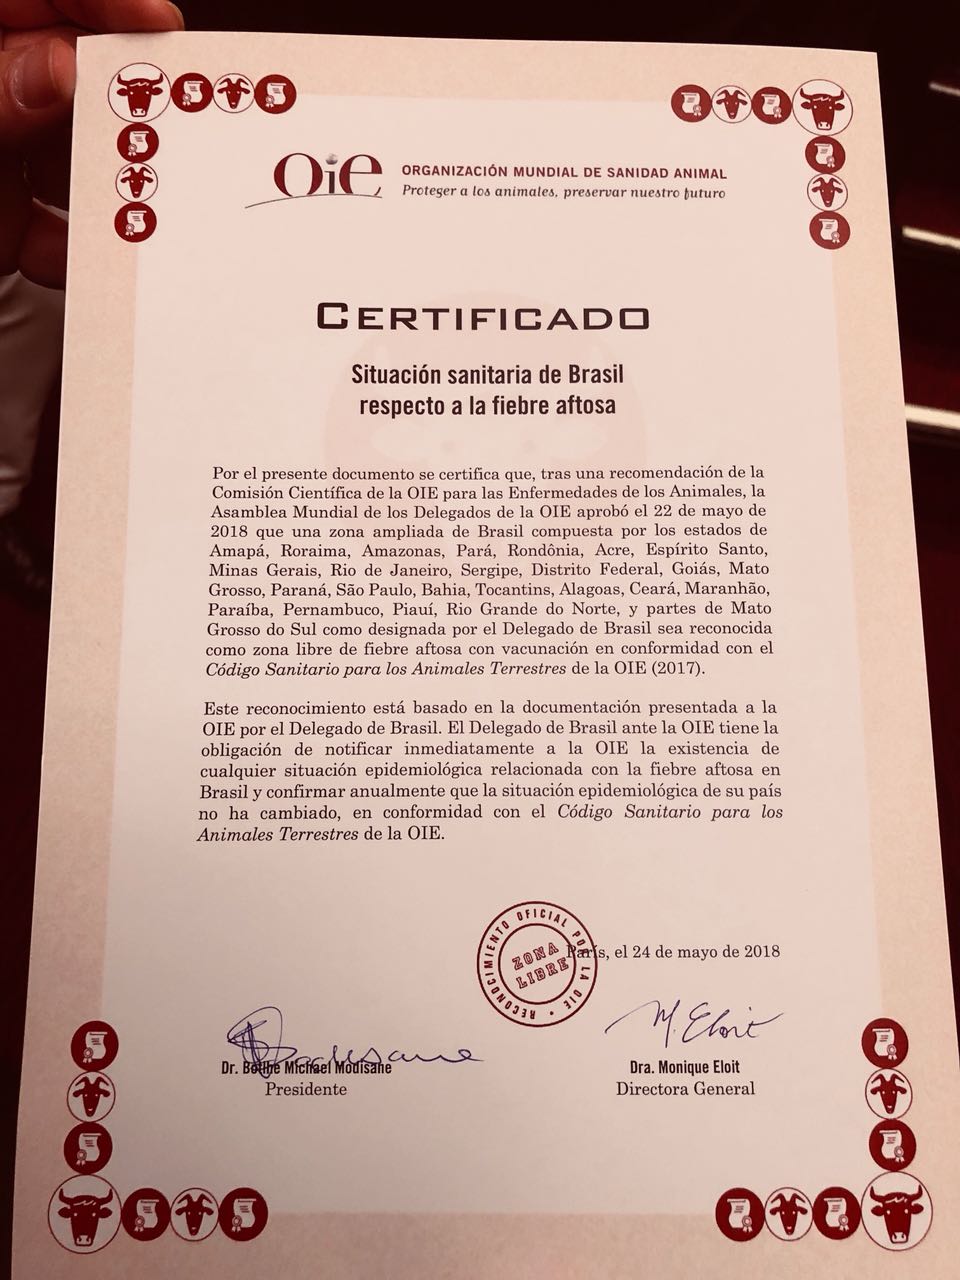 OiE
ORGANIZACIÓN MUNDIAL DE SANIDAD ANIMAL
Proteger a los animales, preservar nuestro futuro
CERTIFICADO
Situación sanitaria de Brasil
respecto a la fiebre aftosa
Por el presente documento se certifica que, tras una recomendación de la
Comisión Científica de la OIE para las Enfermedades de los Animales, la
Asamblea Mundial de los Delegados de la OIE aprobó el 22 de mayo de
2018 que una zona ampliada de Brasil compuesta por los estados de
Amapá, Roraima, Amazonas, Pará, Rondônia, Acre, Espírito Santo,
Minas Gerais, Rio de Janeiro, Sergipe, Distrito Federal, Goiás, Mato
Grosso, Paraná, São Paulo, Bahia, Tocantins, Alagoas, Ceará, Maranhão,
Paraíba, Pernambuco, Piauí, Rio Grande do Norte, y partes de Mato
Grosso do Sul como designada por el Delegado de Brasil sea reconocida
como zona libre de fiebre aftosa con vacunación en conformidad con el
Código Sanitario para los Animales Terrestres de la OIE (2017).
Este reconocimiento está basado en la documentación presentada a la
OIE por el Delegado de Brasil. El Delegado de Brasil ante la OIE tiene la
obligación de notificar inmediatamente a la OIE la existencia de
cualquier situación epidemiológica relacionada con la fiebre aftosa en
Brasil y confirmar anualmente que la situación epidemiológica de su país
no ha cambiado, en conformidad con el Código Sanitario para los
Animales Terrestres de la OIE.
RECONOCIMIENTO OFICIAL POR LA OIE
ZONA
LIBRE
París, el 24 de mayo de 2018
M. Eloit
Dr. Botlhe Michael Modisane
Presidente
Dra. Monique Eloit
Directora General